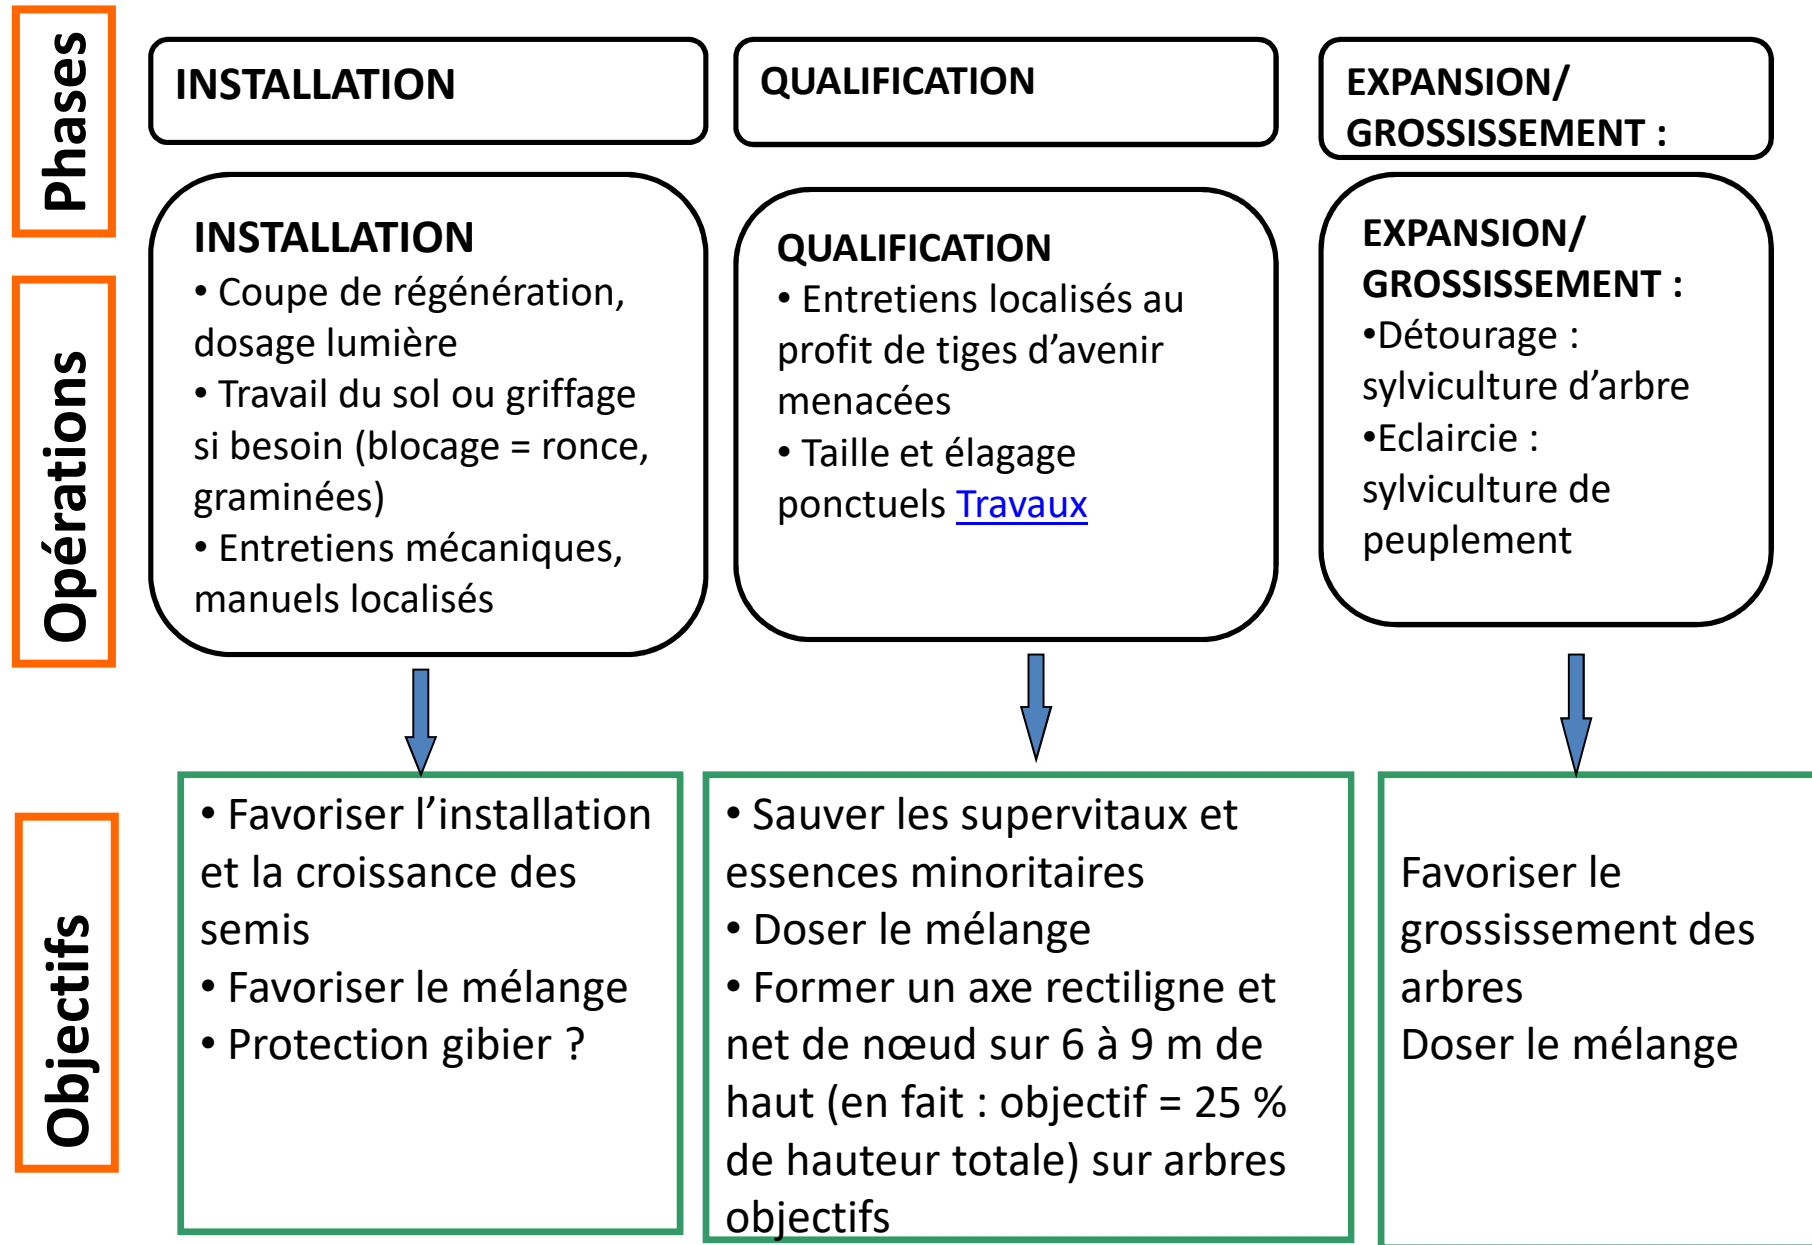 Phases
INSTALLATION
QUALIFICATION
EXPANSION/
GROSSISSEMENT :
Opérations
INSTALLATION
• Coupe de régénération,
dosage lumière
• Travail du sol ou griffage
si besoin (blocage = ronce,
graminées)
• Entretiens mécaniques,
manuels localisés
QUALIFICATION
• Entretiens localisés au
profit de tiges d’avenir
menacées
• Taille et élagage
ponctuels Travaux
EXPANSION/
GROSSISSEMENT :
•Détourage :
sylviculture d’arbre
•Eclaircie :
sylviculture de
peuplement
Objectifs
• Favoriser l’installation
et la croissance des
semis
• Favoriser le mélange
• Protection gibier ?
• Sauver les supervitaux et
essences minoritaires
• Doser le mélange
• Former un axe rectiligne et
net de nœud sur 6 à 9 m de
haut (en fait : objectif = 25 %
de hauteur totale) sur arbres
objectifs
Favoriser le
grossissement des
arbres
Doser le mélange